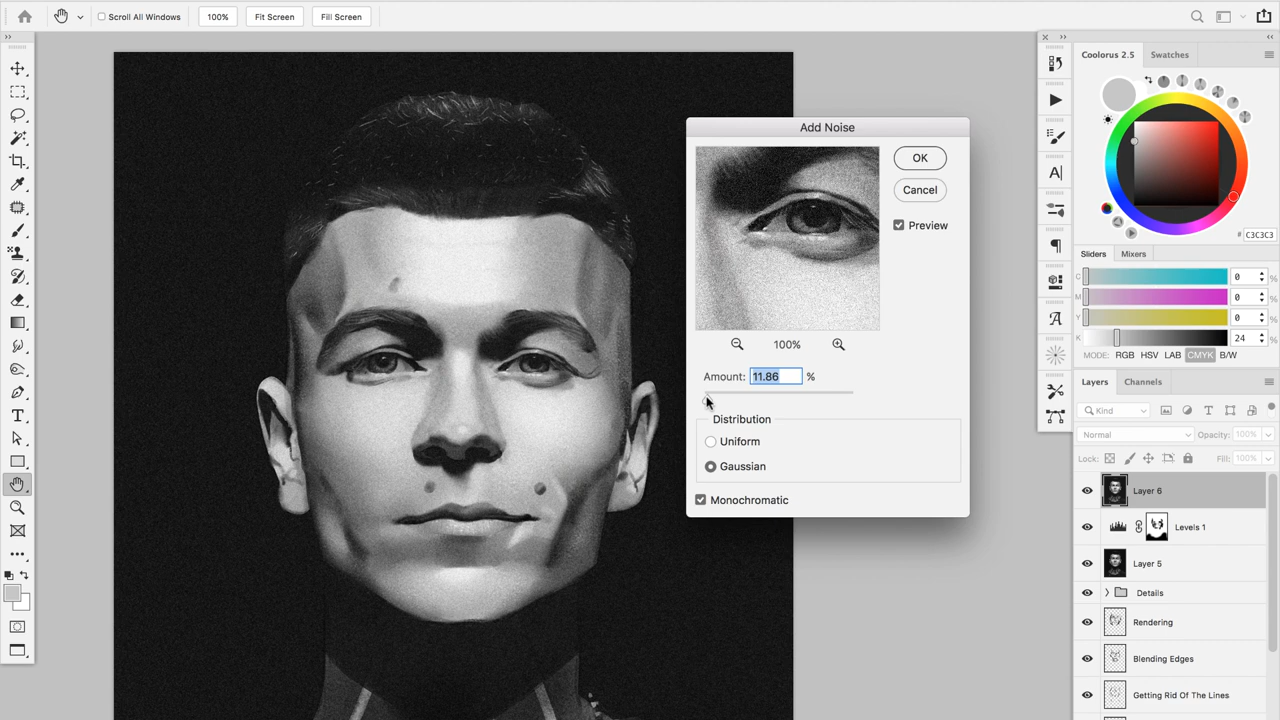 Scroll All Windows
100%
Fit Screen
Fill Screen
Coolorus 2.5
Swatches
# C3C3C3
Sliders
Mixers
C 0 %
M 0 %
Y 0 %
K 24 %
MODE: RGB HSV LAB CMYK B/W
Layers
Channels
Kind
Normal
Opacity: 100%
Lock:
Fill: 100%
Layer 6
Levels 1
Layer 5
Details
Rendering
Blending Edges
Getting Rid Of The Lines
Add Noise
OK
Cancel
Preview
100%
Amount: 11.86 %
Distribution
Uniform
Gaussian
Monochromatic